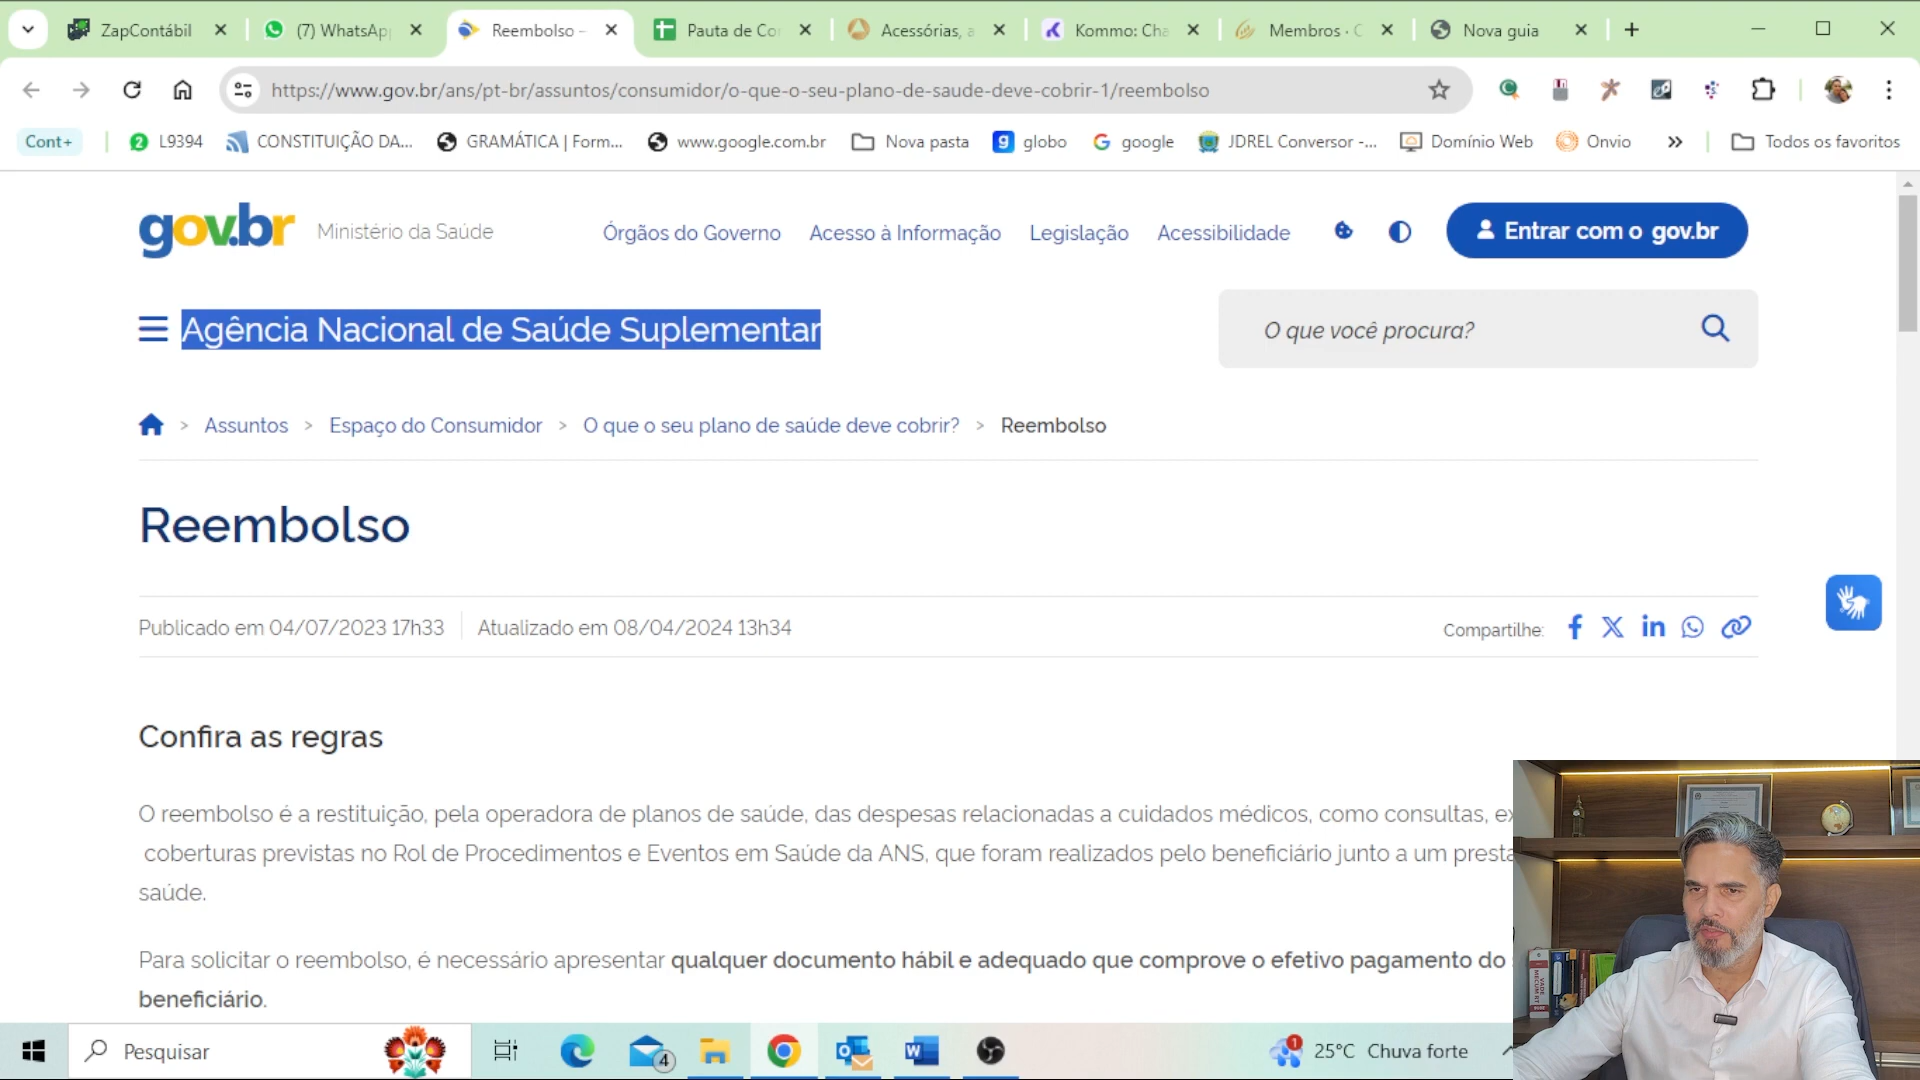 ZapContábil
(7) WhatsAp
Reembolso -
Pauta de Co
Acessórias, a
Kommo: Cha
Membros · C
Nova guia
https://www.gov.br/ans/pt-br/assuntos/consumidor/o-que-o-seu-plano-de-saude-deve-cobrir-1/reembolso
Cont+
L9394
CONSTITUIÇÃO DA...
GRAMÁTICA | Form...
www.google.com.br
Nova pasta
globo
google
JDREL Conversor -...
Domínio Web
Onvio
Todos os favoritos
gov.br
Ministério da Saúde
Órgãos do Governo
Acesso à Informação
Legislação
Acessibilidade
Entrar com o gov.br
Agência Nacional de Saúde Suplementar
O que você procura?
Assuntos > Espaço do Consumidor > O que o seu plano de saúde deve cobrir? > Reembolso
Reembolso
Publicado em 04/07/2023 17h33
Atualizado em 08/04/2024 13h34
Compartilhe:
Confira as regras
O reembolso é a restituição, pela operadora de planos de saúde, das despesas relacionadas a cuidados médicos, como consultas, ex
coberturas previstas no Rol de Procedimentos e Eventos em Saúde da ANS, que foram realizados pelo beneficiário junto a um presta
saúde.
Para solicitar o reembolso, é necessário apresentar qualquer documento hábil e adequado que comprove o efetivo pagamento do
beneficiário.
Pesquisar
4
1
25°C Chuva forte